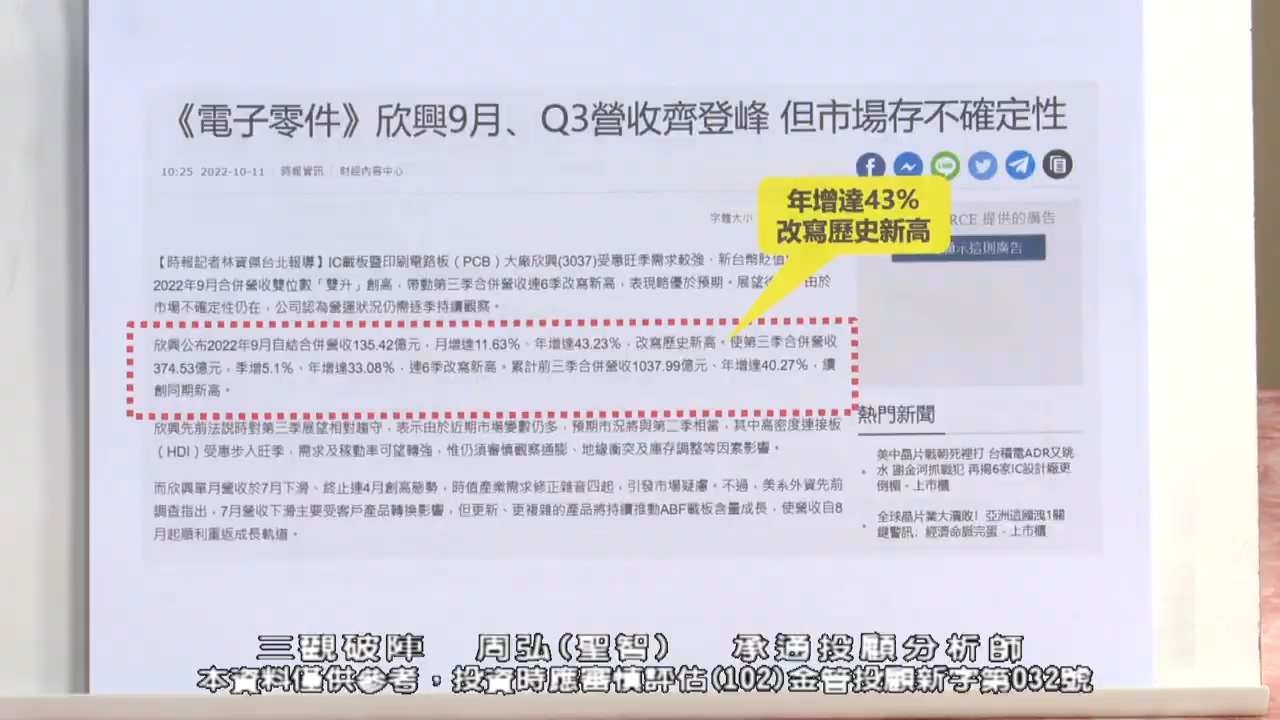 《電子零件》欣興9月、Q3營收齊登峰 但市場存不確定性
10:25 2022-10-11 時報資訊 財經內容中心
年增達43%
改寫歷史新高
字體大小
RCE 提供的廣告
示這則廣告
【時報記者林資傑台北報導】IC載板暨印刷電路板（PCB）大廠欣興(3037)受惠旺季需求較強、新台幣貶值
2022年9月合併營收雙位數「雙升」創高，帶動第三季合併營收連6季改寫新高，表現略優於預期。展望後 由於
市場不確定性仍在，公司認為營運狀況仍需逐季持續觀察。
欣興公布2022年9月自結合併營收135.42億元，月增達11.63%、年增達43.23%，改寫歷史新高。使第三季合併營收
374.53億元，季增5.1%、年增達33.08%，連6季改寫新高。累計前三季合併營收1037.99億元、年增達40.27%，續
創同期新高。
欣興先前法說時對第三季展望相對趨守，表示由於近期市場變數仍多，預期市況將與第二季相當，其中高密度連接板
（HDI）受惠步入旺季，需求及稼動率可望轉強，惟仍須審慎觀察通膨、地緣衝突及庫存調整等因素影響。
而欣興單月營收於7月下滑、終止連4月創高態勢，時值產業需求修正雜音四起，引發市場疑慮。不過，美系外資先前
調查指出，7月營收下滑主要受客戶產品轉換影響，但更新、更複雜的產品將持續推動ABF載板含量成長，使營收自8
月起順利重返成長軌道。
熱門新聞
美中晶片戰朝死裡打 台積電ADR又跳
水 謝金河抓戰犯 再揭6家IC設計廠更
倒楣 - 上市櫃
全球晶片業大潰敗！亞洲這國洩1關
鍵警訊：經濟命脈完蛋 - 上市櫃
三觀破陣 周弘(聖智) 承通投顧分析師
本資料僅供參考，投資時應審慎評估(102)金管投顧新字第032號